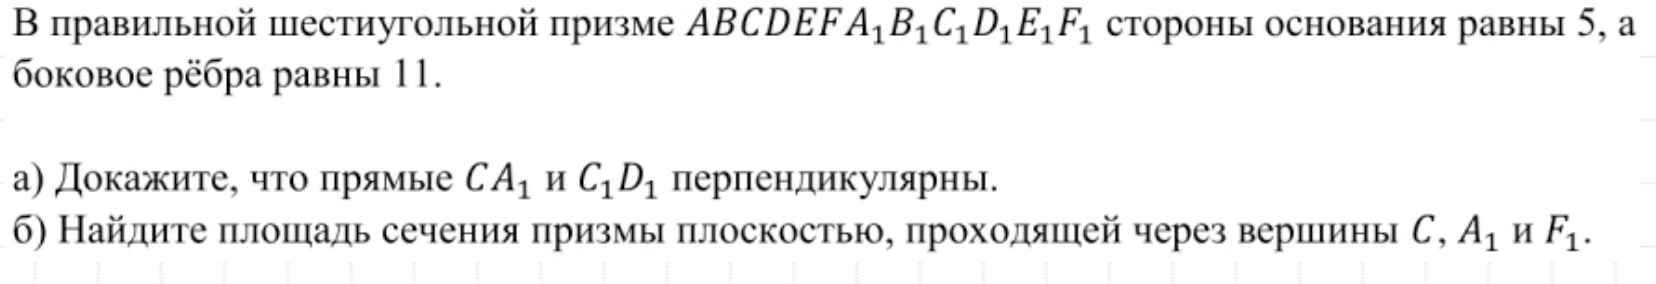 В правильной шестиугольной призме ABCDEFA₁B₁C₁D₁E₁F₁ стороны основания равны 5, а
боковое рёбра равны 11.
а) Докажите, что прямые CA₁ и C₁D₁ перпендикулярны.
б) Найдите площадь сечения призмы плоскостью, проходящей через вершины C, A₁ и F₁.